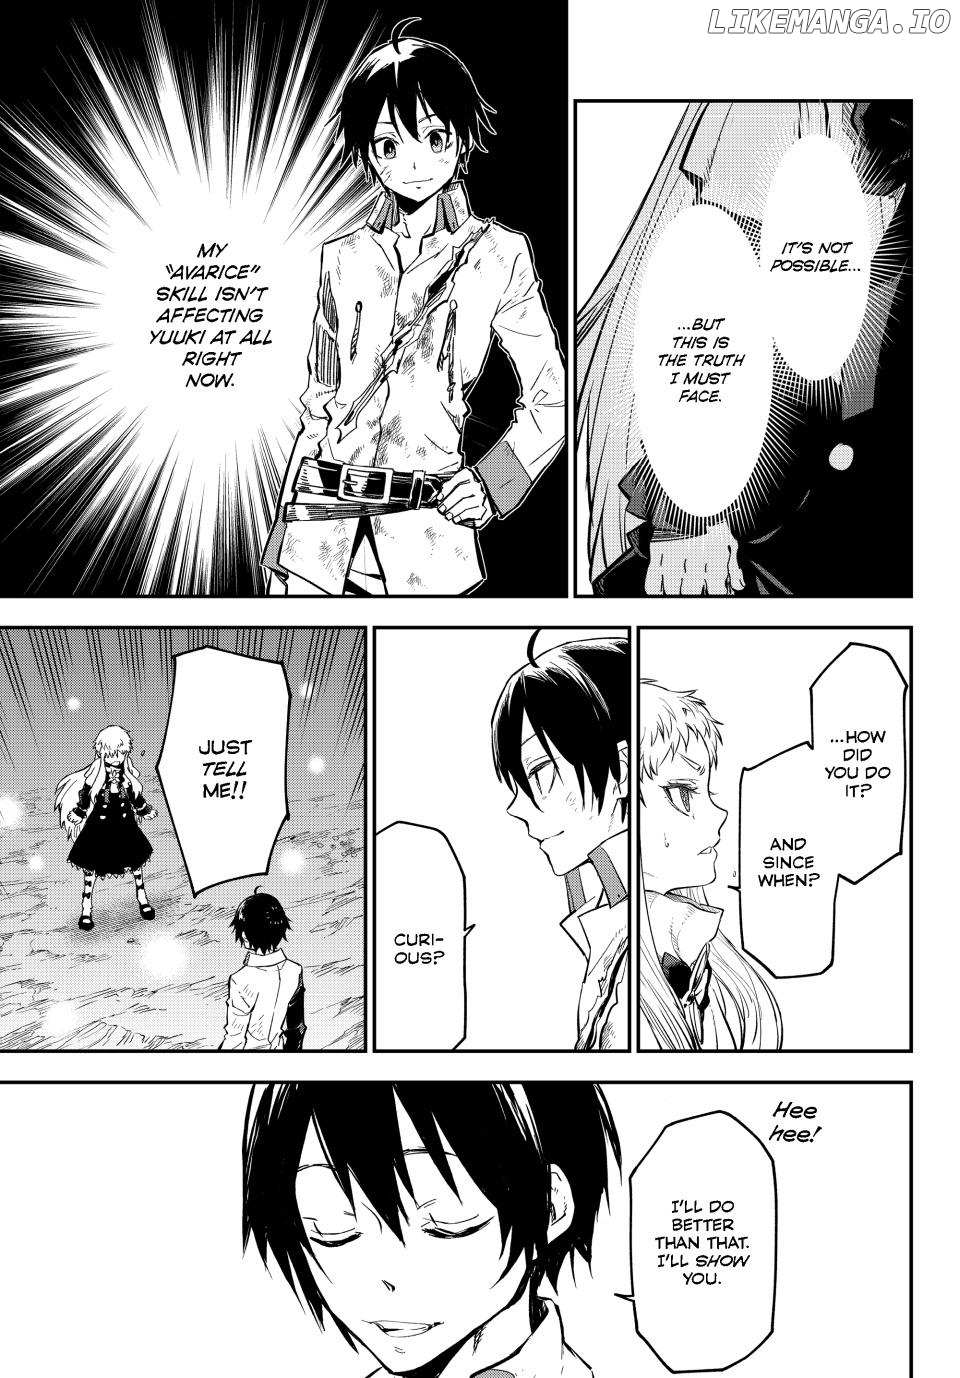 LIKEMANGA.IO
IT'S NOT
POSSIBLE...
...BUT
THIS IS
THE TRUTH
I MUST
FACE.
MY
"AVARICE"
SKILL ISN'T
AFFECTING
YUUKI AT ALL
RIGHT
NOW.
...HOW
DID
YOU DO
IT?
AND
SINCE
WHEN?
CURI-
OUS?
JUST
TELL
ME!!
Hee
hee!
I'LL DO
BETTER
THAN THAT.
I'LL SHOW
YOU.